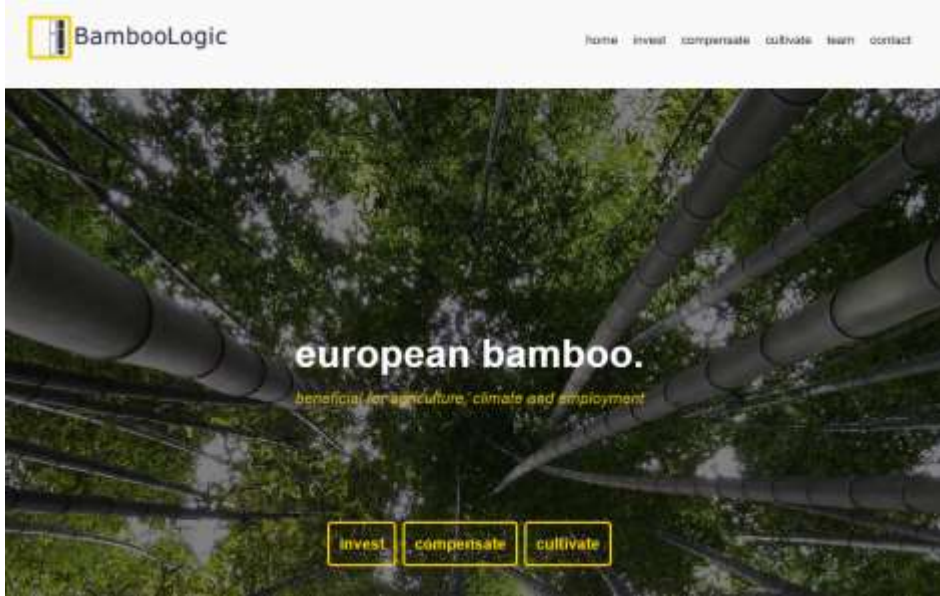 BambooLogic
home invest compensate cultivate team contact
european bamboo.
beneficial for agriculture, climate and employment
invest compensate cultivate